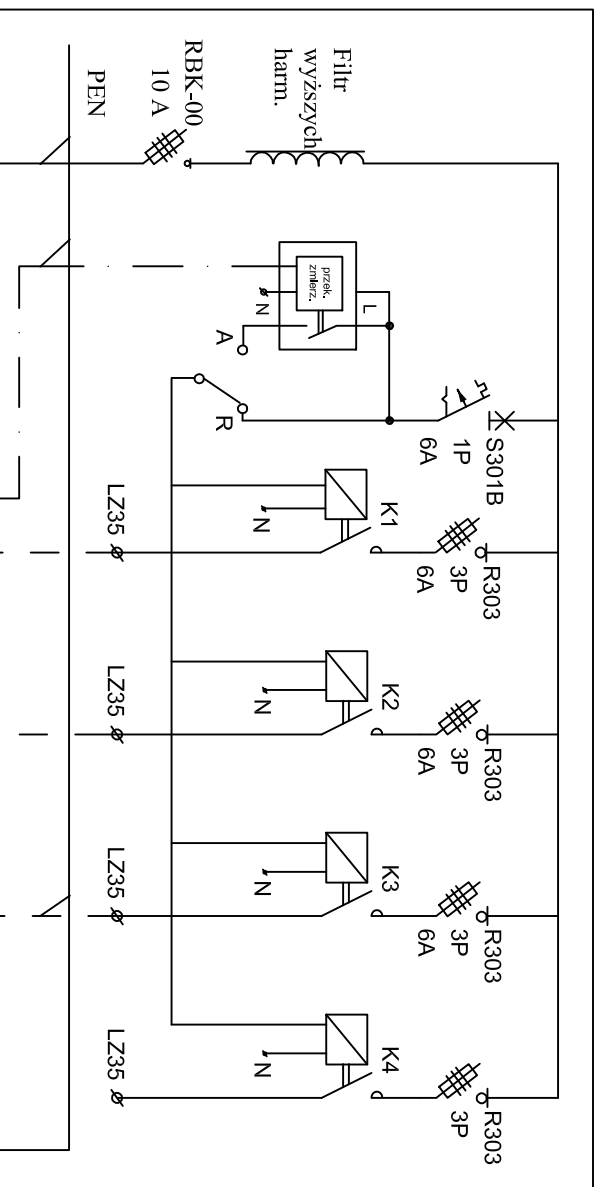 Filtr
wyższych
harm.
RBK-00
10 A
PEN
przek.
zmierz.
L
N
A
R
S301B
1P
6A
R303
3P
6A
K1
N
LZ35
R303
3P
6A
K2
N
LZ35
R303
3P
6A
K3
N
LZ35
R303
3P
K4
N
LZ35